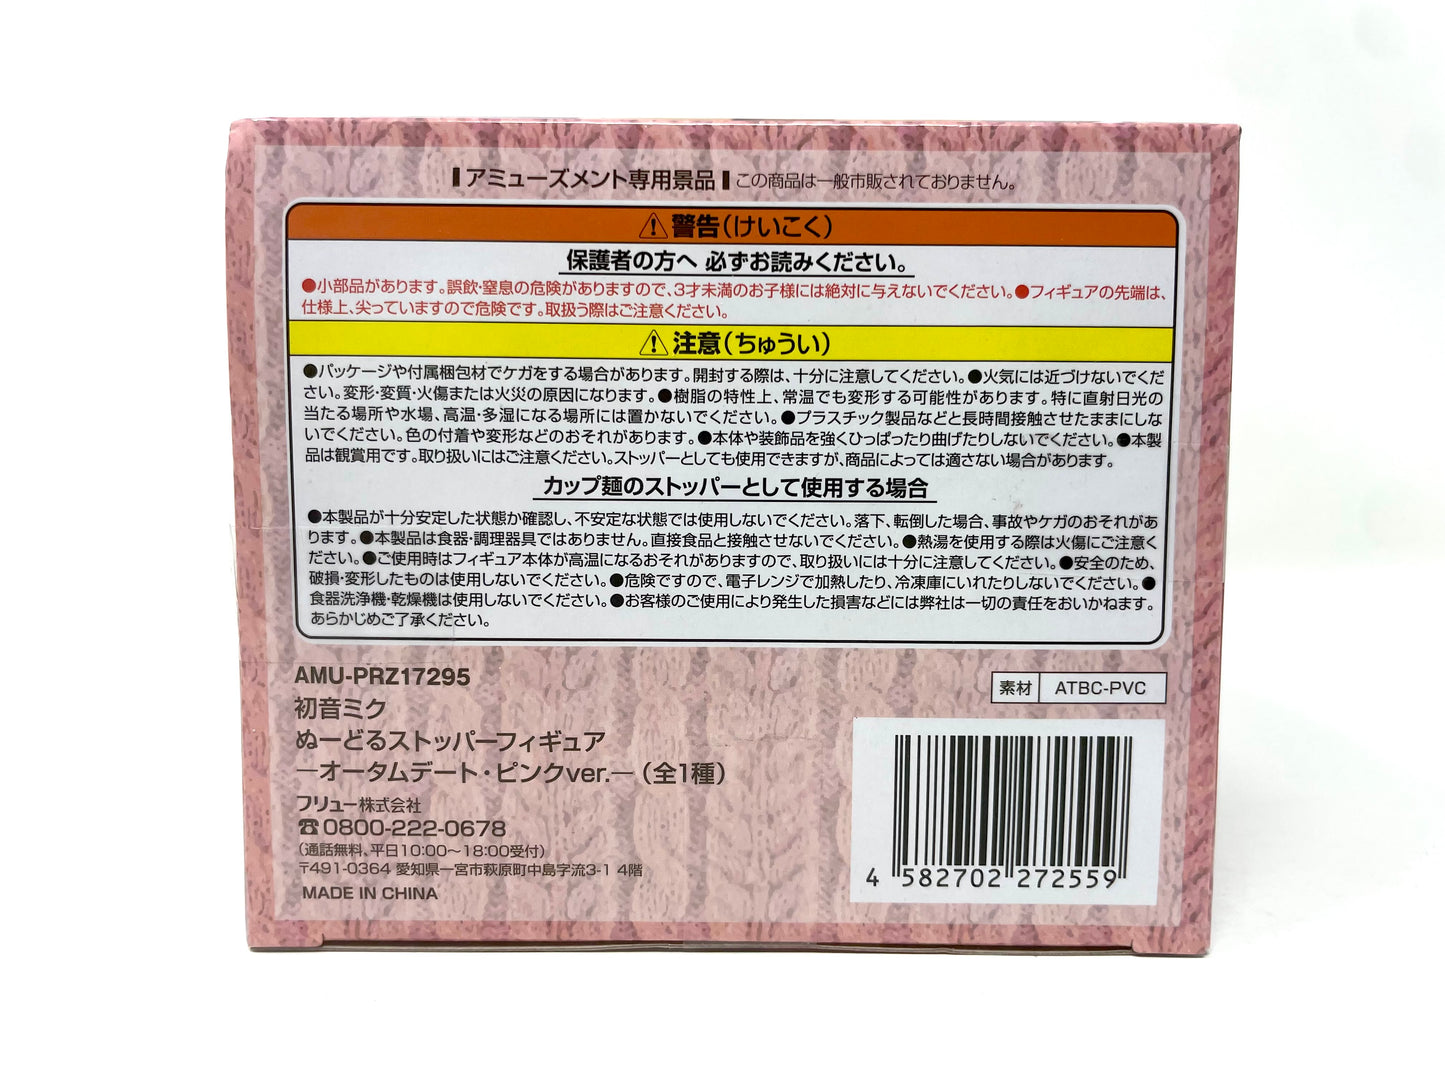 アミューズメント専用景品 この商品は一般市販されておりません。
警告(けいこく)
保護者の方へ 必ずお読みください。
●小部品があります。誤飲・窒息の危険がありますので、3才未満のお子様には絶対に与えないでください。●フィギュアの先端は、
仕様上、尖っていますので危険です。取扱う際はご注意ください。
注意(ちゅうい)
●パッケージや付属梱包材でケガをする場合があります。開封する際は、十分に注意してください。●火気には近づけないでくだ
さい。変形・変質・火傷または火災の原因になります。●樹脂の特性上、常温でも変形する可能性があります。特に直射日光の
当たる場所や水場、高温・多湿になる場所には置かないでください。●プラスチック製品などと長時間接触させたままにしな
いでください。色の付着や変形などのおそれがあります。●本体や装飾品を強くひっぱったり曲げたりしないでください。●本製
品は観賞用です。取り扱いにはご注意ください。ストッパーとしても使用できますが、商品によっては適さない場合があります。
カップ麺のストッパーとして使用する場合
●本製品が十分安定した状態か確認し、不安定な状態では使用しないでください。落下、転倒した場合、事故やケガのおそれがあ
ります。●本製品は食器・調理器具ではありません。直接食品と接触させないでください。●熱湯を使用する際は火傷にご注意く
ださい。●ご使用時はフィギュア本体が高温になるおそれがありますので、取り扱いには十分に注意してください。●安全のため、
破損・変形したものは使用しないでください。●危険ですので、電子レンジで加熱したり、冷凍庫にいれたりしないでください。●
食器洗浄機・乾燥機は使用しないでください。●お客様のご使用により発生した損害などには弊社は一切の責任をおいかねます。
あらかじめご了承ください。
AMU-PRZ17295
素材 ATBC-PVC
初音ミク
ぬーどるストッパーフィギュア
―オータムデート・ピンクver.―(全1種)
フリュー株式会社
☎0800-222-0678
(通話無料、平日10:00~18:00受付)
〒491-0364 愛知県一宮市萩原町中島字流3-1 4階
MADE IN CHINA
4 582702 272559